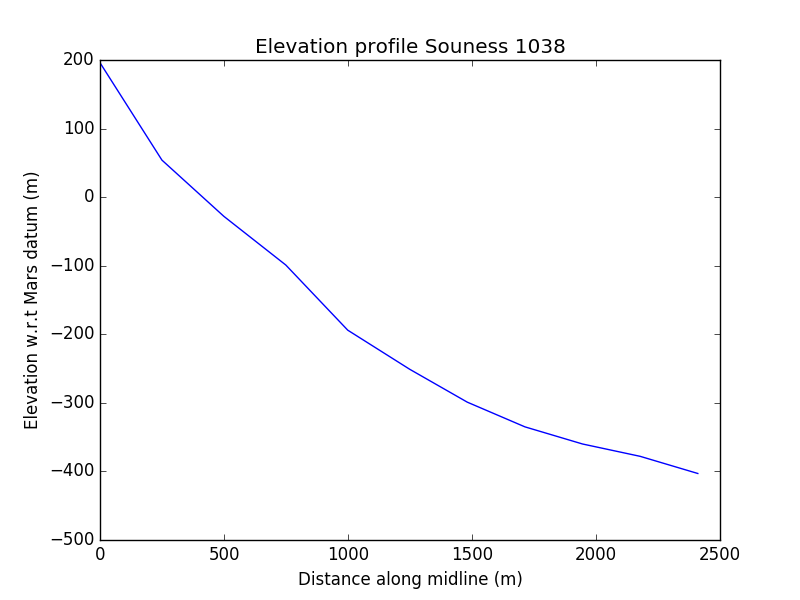 Elevation profile Souness 1038
Elevation w.r.t Mars datum (m)
200
100
0
−100
−200
−300
−400
−500
0 500 1000 1500 2000 2500
Distance along midline (m)